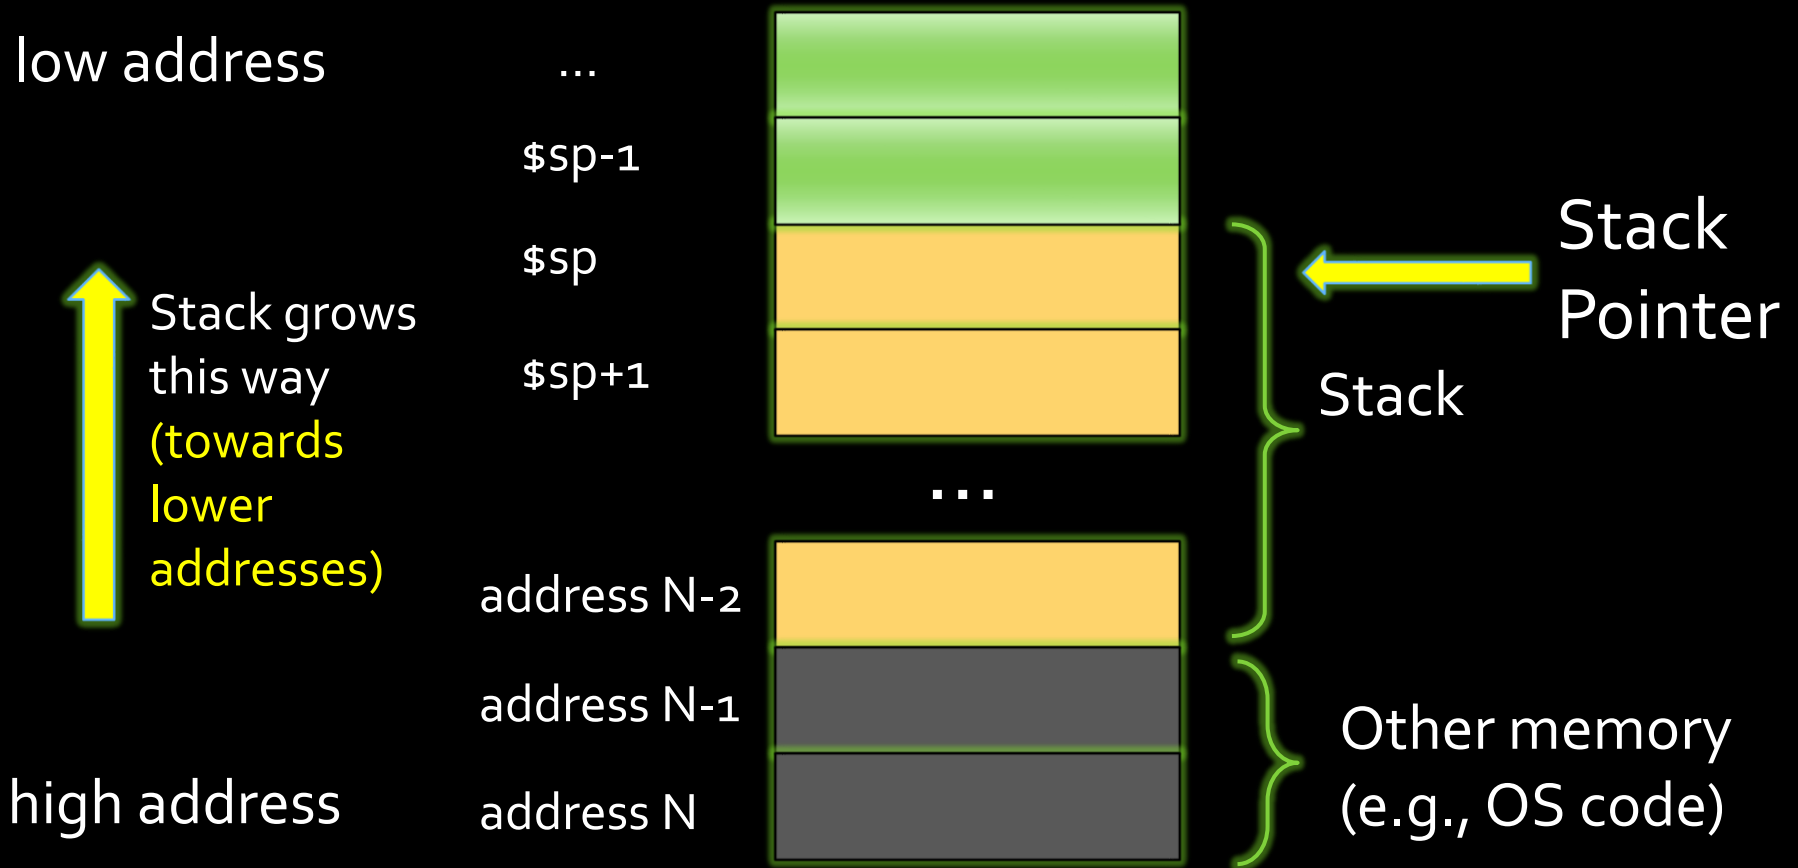 low address
...
$sp-1
$sp
$sp+1
Stack grows
this way
(towards
lower
addresses)
Stack
Pointer
Stack
...
address N-2
address N-1
address N
high address
Other memory
(e.g., OS code)